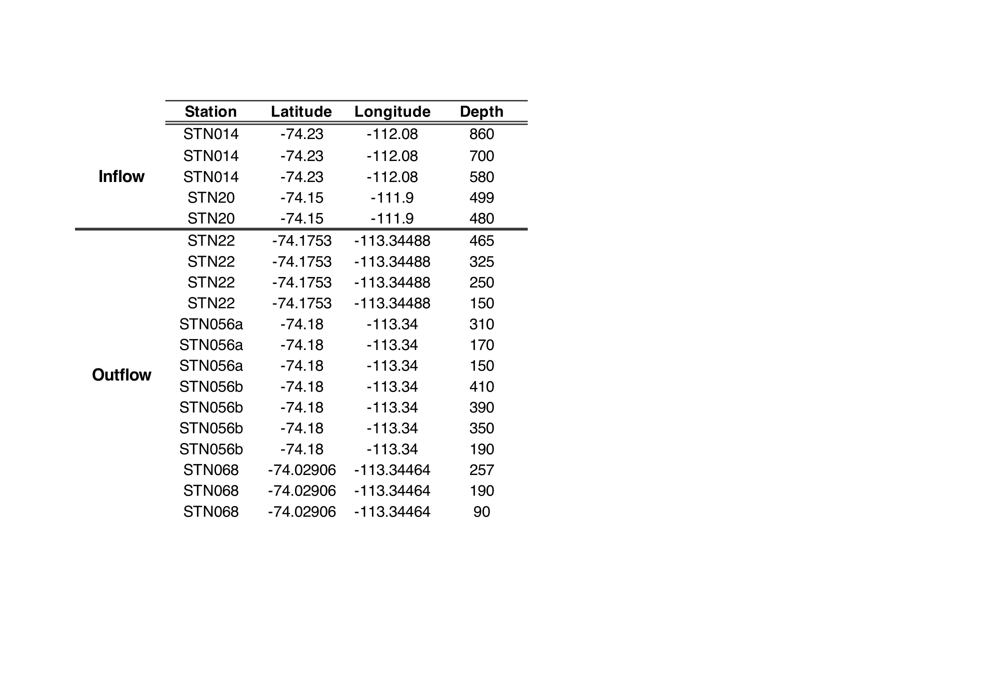 Station Latitude Longitude Depth
STN014 -74.23 -112.08 860
STN014 -74.23 -112.08 700
Inflow STN014 -74.23 -112.08 580
STN20 -74.15 -111.9 499
STN20 -74.15 -111.9 480
STN22 -74.1753 -113.34488 465
STN22 -74.1753 -113.34488 325
STN22 -74.1753 -113.34488 250
STN22 -74.1753 -113.34488 150
STN056a -74.18 -113.34 310
STN056a -74.18 -113.34 170
STN056a -74.18 -113.34 150
Outflow
STN056b -74.18 -113.34 410
STN056b -74.18 -113.34 390
STN056b -74.18 -113.34 350
STN056b -74.18 -113.34 190
STN068 -74.02906 -113.34464 257
STN068 -74.02906 -113.34464 190
STN068 -74.02906 -113.34464 90